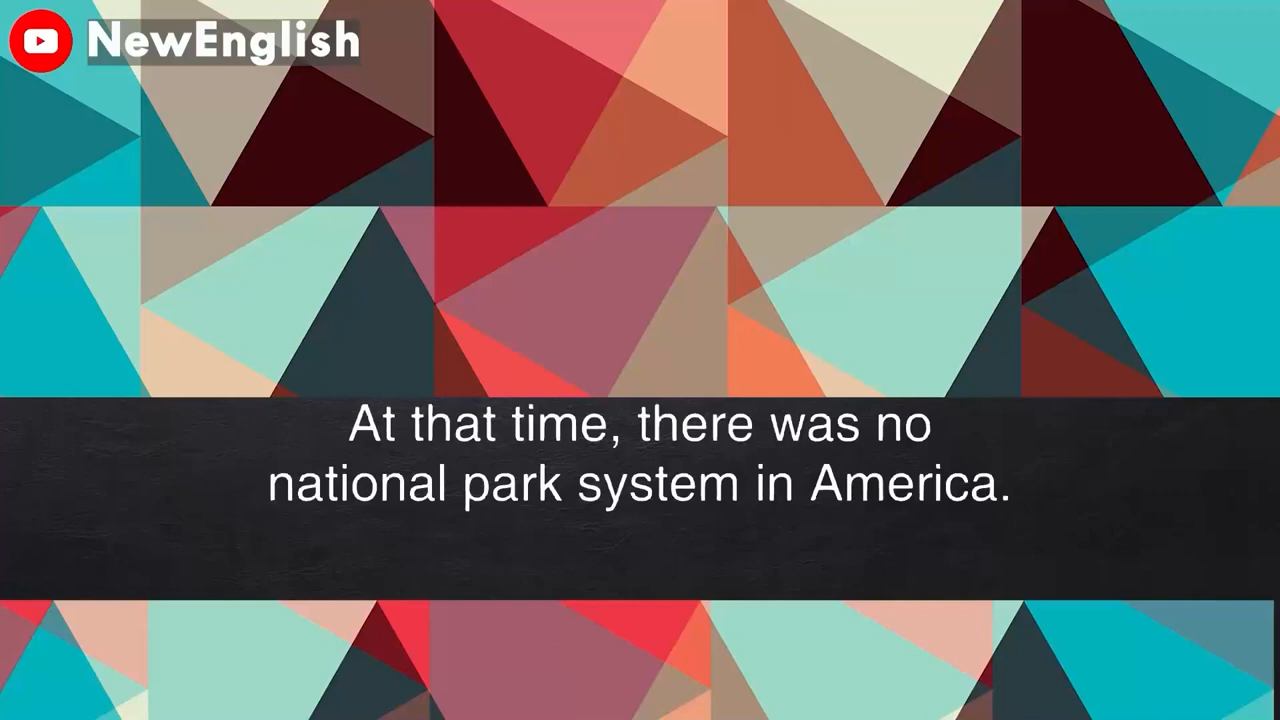 NewEnglish
At that time, there was no
national park system in America.